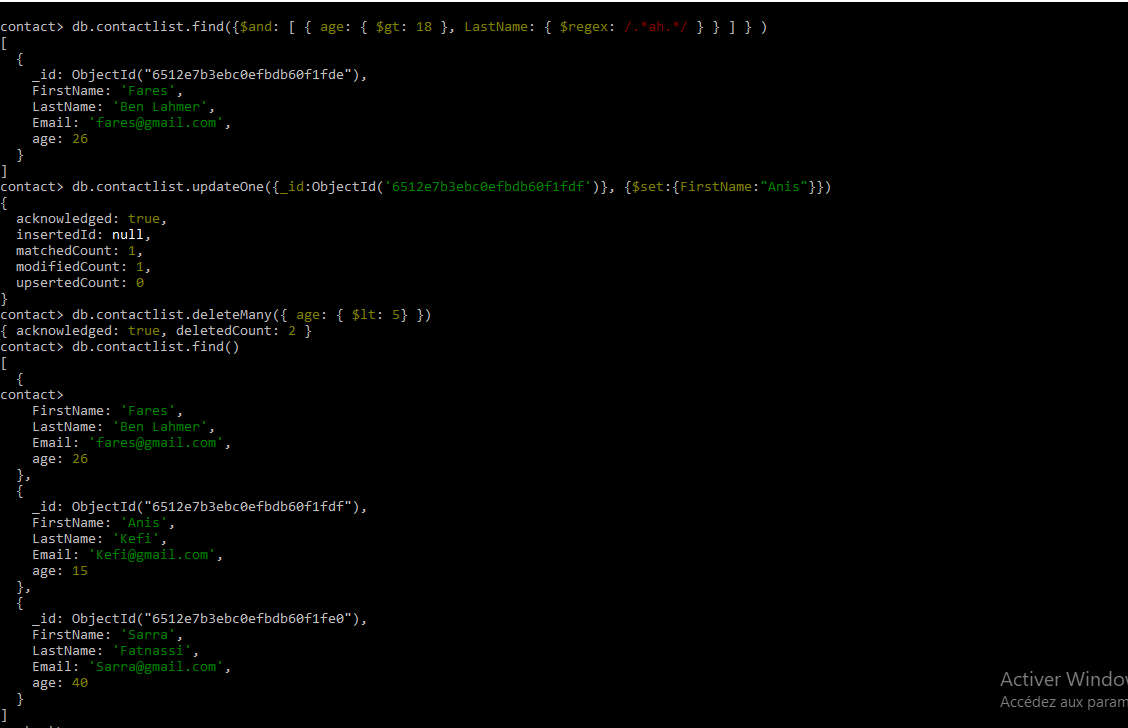 contact> db.contactlist.find({$and: [ { age: { $gt: 18 }, LastName: { $regex: /.*ah.*/ } } ] } )
[
  {
    _id: ObjectId("6512e7b3ebc0efbdb60f1fde"),
    FirstName: 'Fares',
    LastName: 'Ben Lahmer',
    Email: 'fares@gmail.com',
    age: 26
  }
]
contact> db.contactlist.updateOne({_id:ObjectId('6512e7b3ebc0efbdb60f1fdf')}, {$set:{FirstName:"Anis"}})
{
  acknowledged: true,
  insertedId: null,
  matchedCount: 1,
  modifiedCount: 1,
  upsertedCount: 0
}
contact> db.contactlist.deleteMany({ age: { $lt: 5} })
{ acknowledged: true, deletedCount: 2 }
contact> db.contactlist.find()
[
  {
contact>
    FirstName: 'Fares',
    LastName: 'Ben Lahmer',
    Email: 'fares@gmail.com',
    age: 26
  },
  {
    _id: ObjectId("6512e7b3ebc0efbdb60f1fdf"),
    FirstName: 'Anis',
    LastName: 'Kefi',
    Email: 'Kefi@gmail.com',
    age: 15
  },
  {
    _id: ObjectId("6512e7b3ebc0efbdb60f1fe0"),
    FirstName: 'Sarra',
    LastName: 'Fatnassi',
    Email: 'Sarra@gmail.com',
    age: 40
  }
]
Activer Windo
Accédez aux param